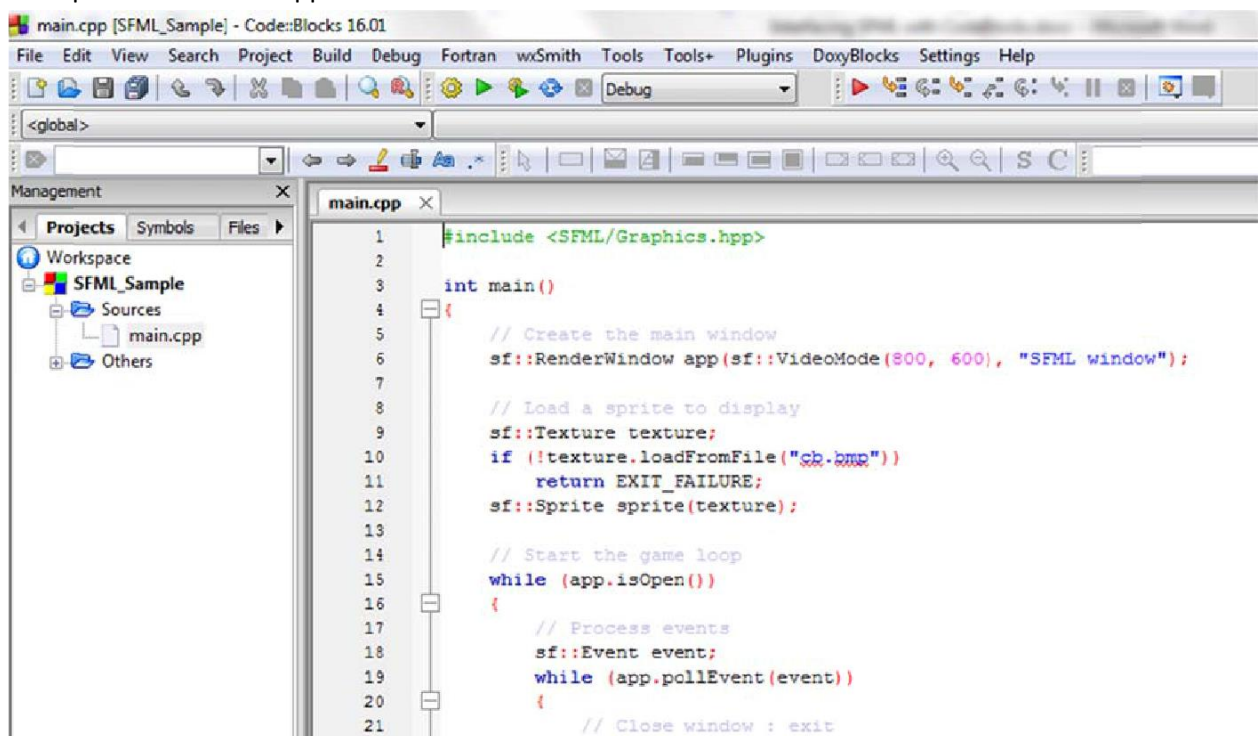 main.cpp [SFML_Sample] - Code::Blocks 16.01
File Edit View Search Project Build Debug Fortran wxSmith Tools Tools+ Plugins DoxyBlocks Settings Help
Debug
<global>
S C
Management
main.cpp
Projects Symbols Files
Workspace
SFML_Sample
Sources
main.cpp
Others
1 #include <SFML/Graphics.hpp>
2
3 int main()
4 {
5 // Create the main window
6 sf::RenderWindow app(sf::VideoMode(800, 600), "SFML window");
7
8 // Load a sprite to display
9 sf::Texture texture;
10 if (!texture.loadFromFile("cb.bmp"))
11 return EXIT_FAILURE;
12 sf::Sprite sprite(texture);
13
14 // Start the game loop
15 while (app.isOpen())
16 {
17 // Process events
18 sf::Event event;
19 while (app.pollEvent(event))
20 {
21 // Close window : exit